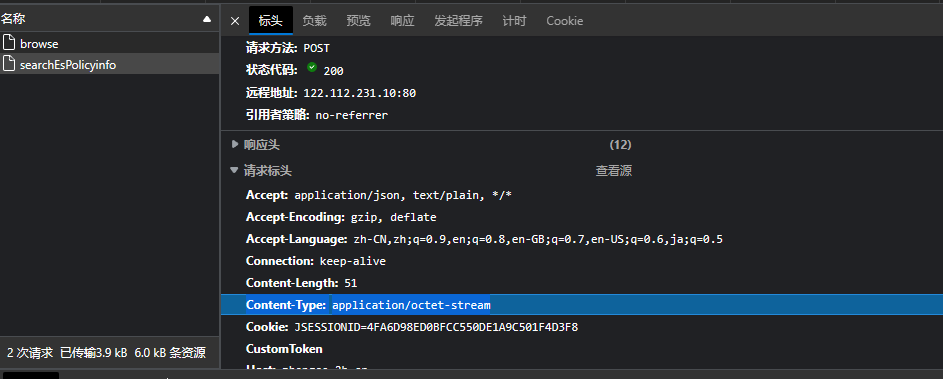 名称
browse
searchEsPolicyinfo
2 次请求 已传输3.9 kB 6.0 kB 条资源
× 标头 负载 预览 响应 发起程序 计时 Cookie
请求方法: POST
状态代码: 200
远程地址: 122.112.231.10:80
引用者策略: no-referrer
响应头 (12)
请求标头 查看源
Accept: application/json, text/plain, */*
Accept-Encoding: gzip, deflate
Accept-Language: zh-CN,zh;q=0.9,en;q=0.8,en-GB;q=0.7,en-US;q=0.6,ja;q=0.5
Connection: keep-alive
Content-Length: 51
Content-Type: application/octet-stream
Cookie: JSESSIONID=4FA6D98ED0BFCC550DE1A9C501F4D3F8
CustomToken